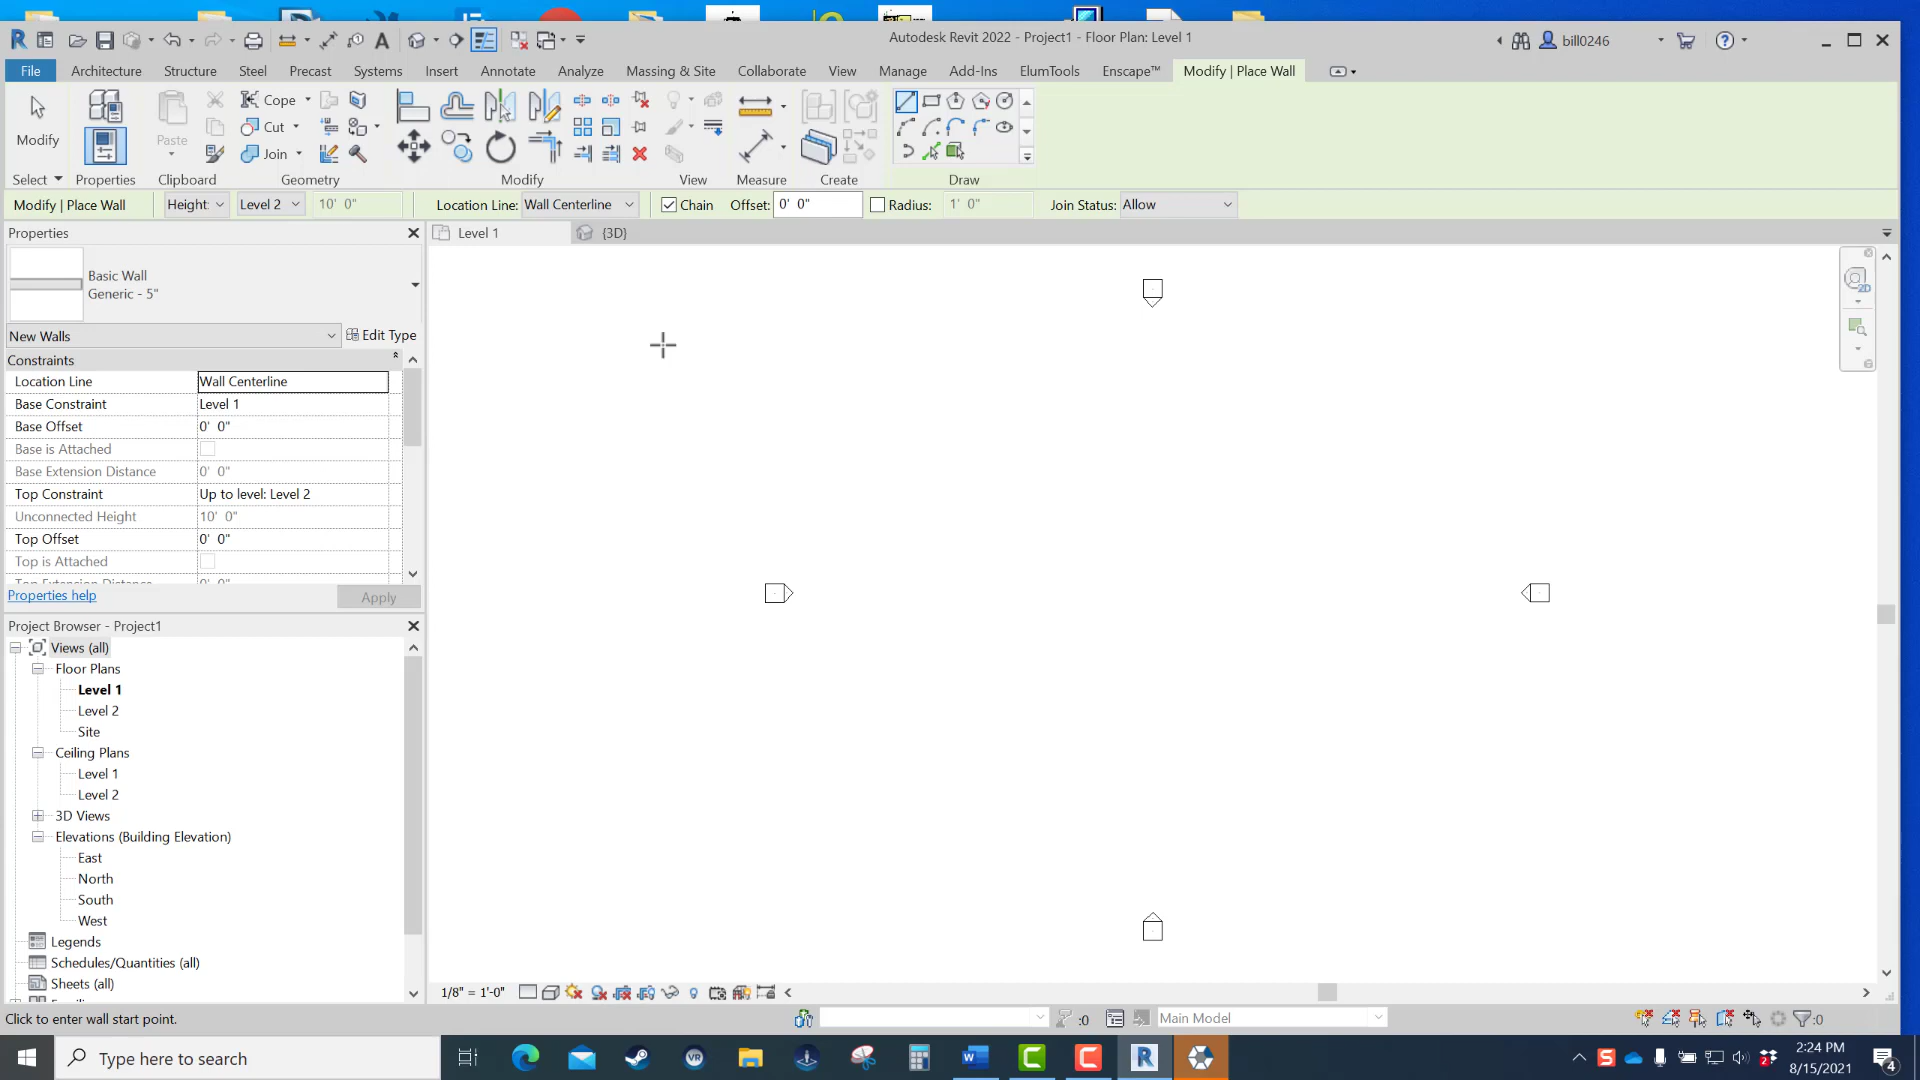 Autodesk Revit 2022 - Project1 - Floor Plan: Level 1
bill0246
File Architecture Structure Steel Precast Systems Insert Annotate Analyze Massing & Site Collaborate View Manage Add-Ins ElumTools Enscape™ Modify | Place Wall
Modify
Paste
Cope
Cut
Join
Select Properties Clipboard Geometry Modify View Measure Create Draw
Modify | Place Wall Height: Level 2 10' 0" Location Line: Wall Centerline Chain Offset: 0' 0" Radius: 1' 0" Join Status: Allow
Properties
Level 1 {3D}
Basic Wall
Generic - 5"
New Walls Edit Type
Constraints
Location Line Wall Centerline
Base Constraint Level 1
Base Offset 0' 0"
Base is Attached
Base Extension Distance 0' 0"
Top Constraint Up to level: Level 2
Unconnected Height 10' 0"
Top Offset 0' 0"
Top is Attached
Top Extension Distance 0' 0"
Properties help Apply
Project Browser - Project1
Views (all)
Floor Plans
Level 1
Level 2
Site
Ceiling Plans
Level 1
Level 2
3D Views
Elevations (Building Elevation)
East
North
South
West
Legends
Schedules/Quantities (all)
Sheets (all)
2D
1/8" = 1'-0"
Click to enter wall start point.
:0
Main Model
:0
Type here to search
2:24 PM
8/15/2021
4